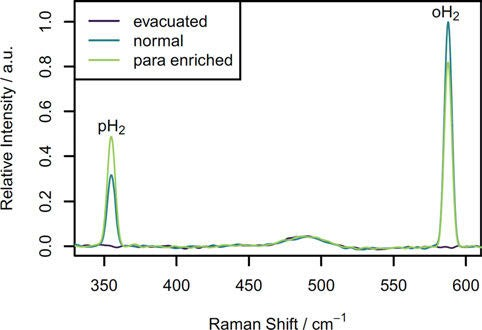 evacuated
normal
para enriched
pH2
oH2
Relative Intensity / a.u.
1.0
0.8
0.6
0.4
0.2
0.0
350 400 450 500 550 600
Raman Shift / cm−1